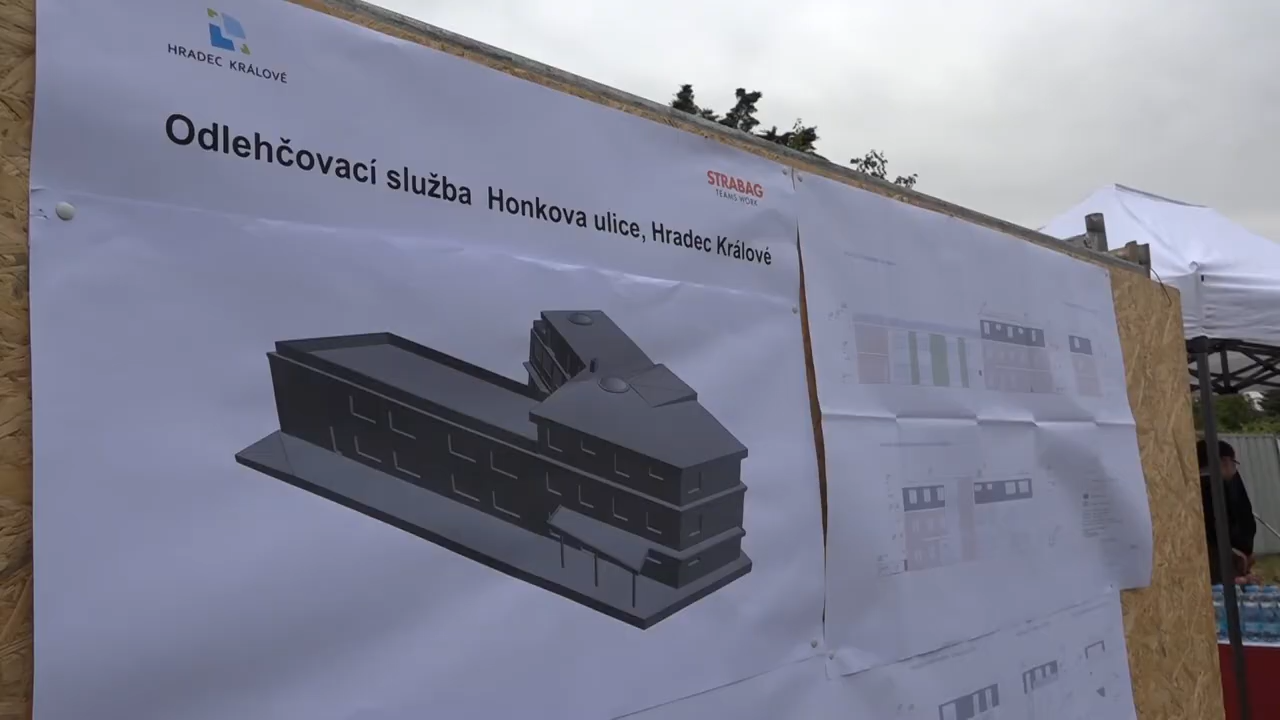 HRADEC KRÁLOVÉ
Odlehčovací služba Honkova ulice, Hradec Králové
STRABAG
TEAMS WORK